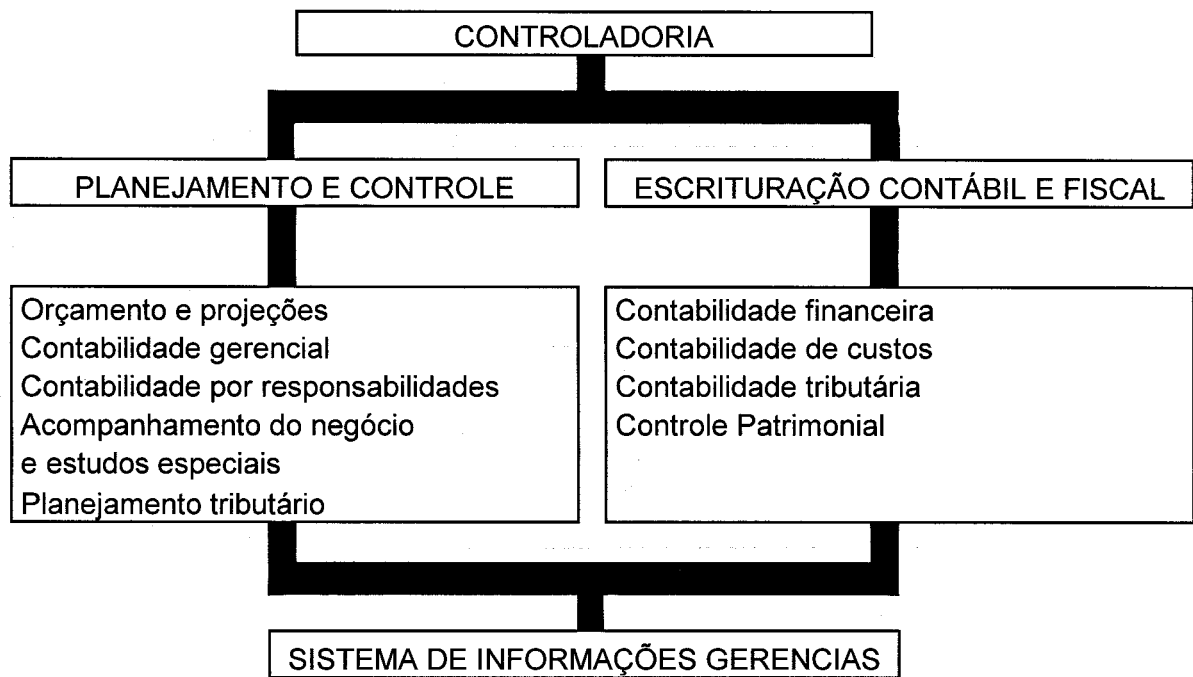 CONTROLADORIA
PLANEJAMENTO E CONTROLE
ESCRITURAÇÃO CONTÁBIL E FISCAL
Orçamento e projeções
Contabilidade gerencial
Contabilidade por responsabilidades
Acompanhamento do negócio
e estudos especiais
Planejamento tributário
Contabilidade financeira
Contabilidade de custos
Contabilidade tributária
Controle Patrimonial
SISTEMA DE INFORMAÇÕES GERENCIAS